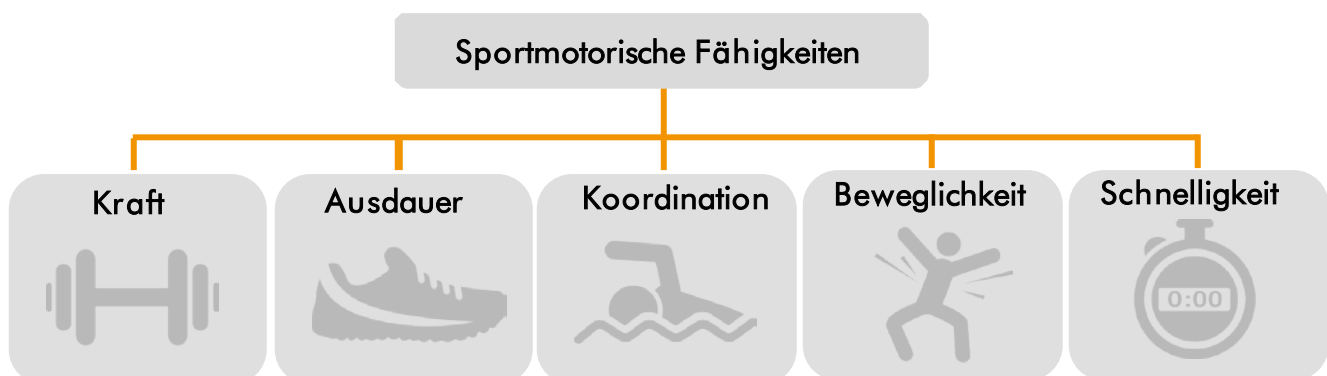 Sportmotorische Fähigkeiten
Kraft
Ausdauer
Koordination
Beweglichkeit
Schnelligkeit
0:00